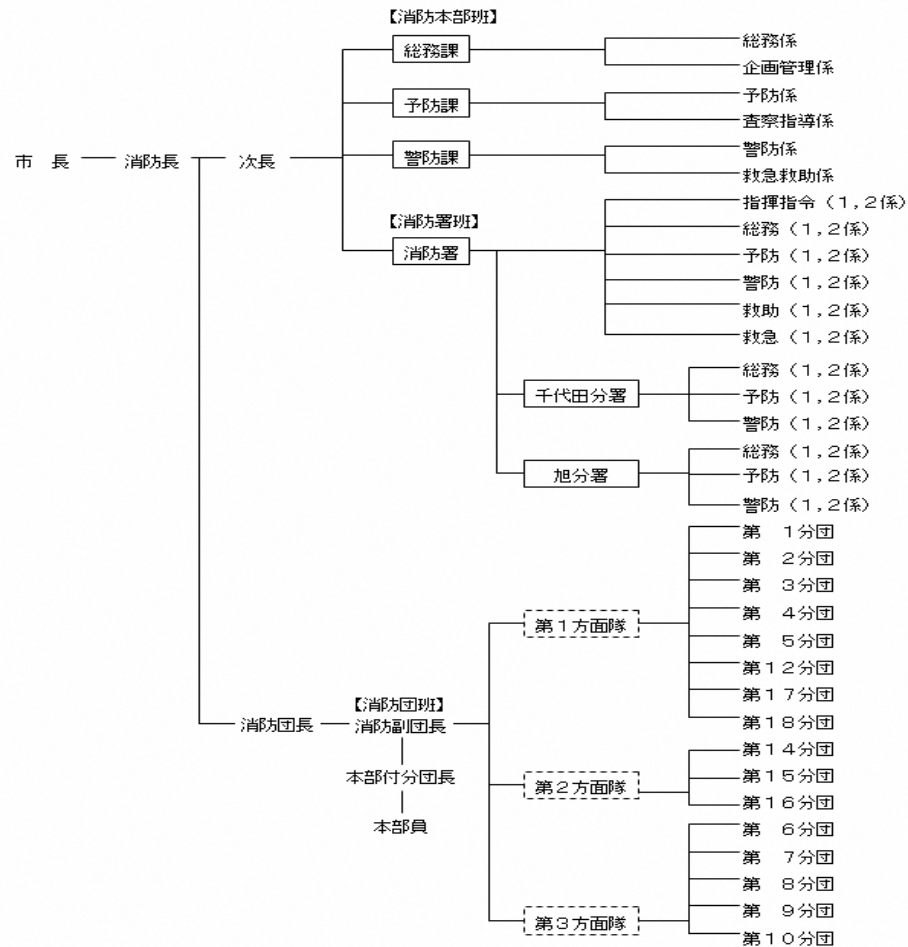 【消防本部班】
総務課
総務係
企画管理係
予防課
予防係
査察指導係
市　長
消防長
次長
警防課
警防係
救急救助係
【消防署班】
消防署
指揮指令（１，２係）
総務（１，２係）
予防（１，２係）
警防（１，２係）
救助（１，２係）
救急（１，２係）
千代田分署
総務（１，２係）
予防（１，２係）
警防（１，２係）
旭分署
総務（１，２係）
予防（１，２係）
警防（１，２係）
消防団長
【消防団班】
消防副団長
本部付分団長
本部員
第１方面隊
第　１分団
第　２分団
第　３分団
第　４分団
第　５分団
第１２分団
第１７分団
第１８分団
第２方面隊
第１４分団
第１５分団
第１６分団
第３方面隊
第　６分団
第　７分団
第　８分団
第　９分団
第１０分団